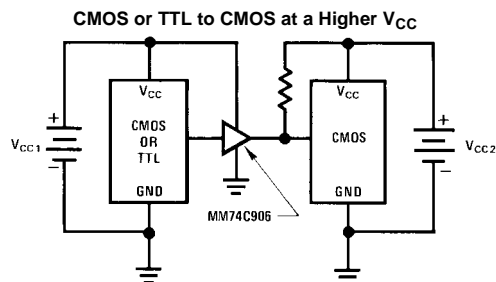 CMOS or TTL to CMOS at a Higher VCC
+
VCC1
−
VCC
CMOS
OR
TTL
GND
MM74C906
VCC
CMOS
GND
+
VCC2
−